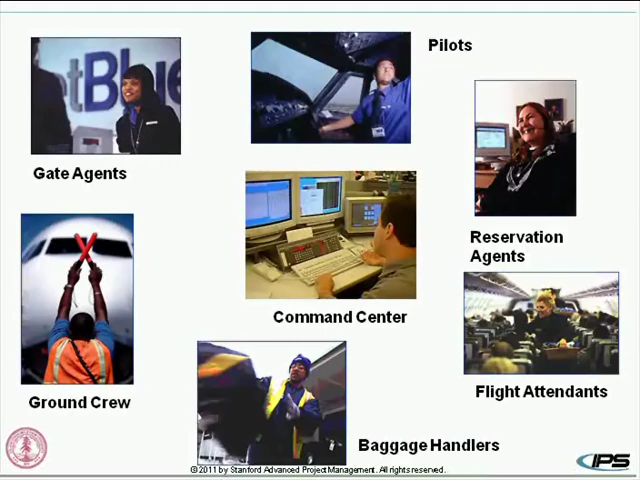 etBlue
Pilots
Gate Agents
Reservation
Agents
Command Center
Flight Attendants
Ground Crew
Baggage Handlers
© 2011 by Stanford Advanced Project Management. All rights reserved.
IPS